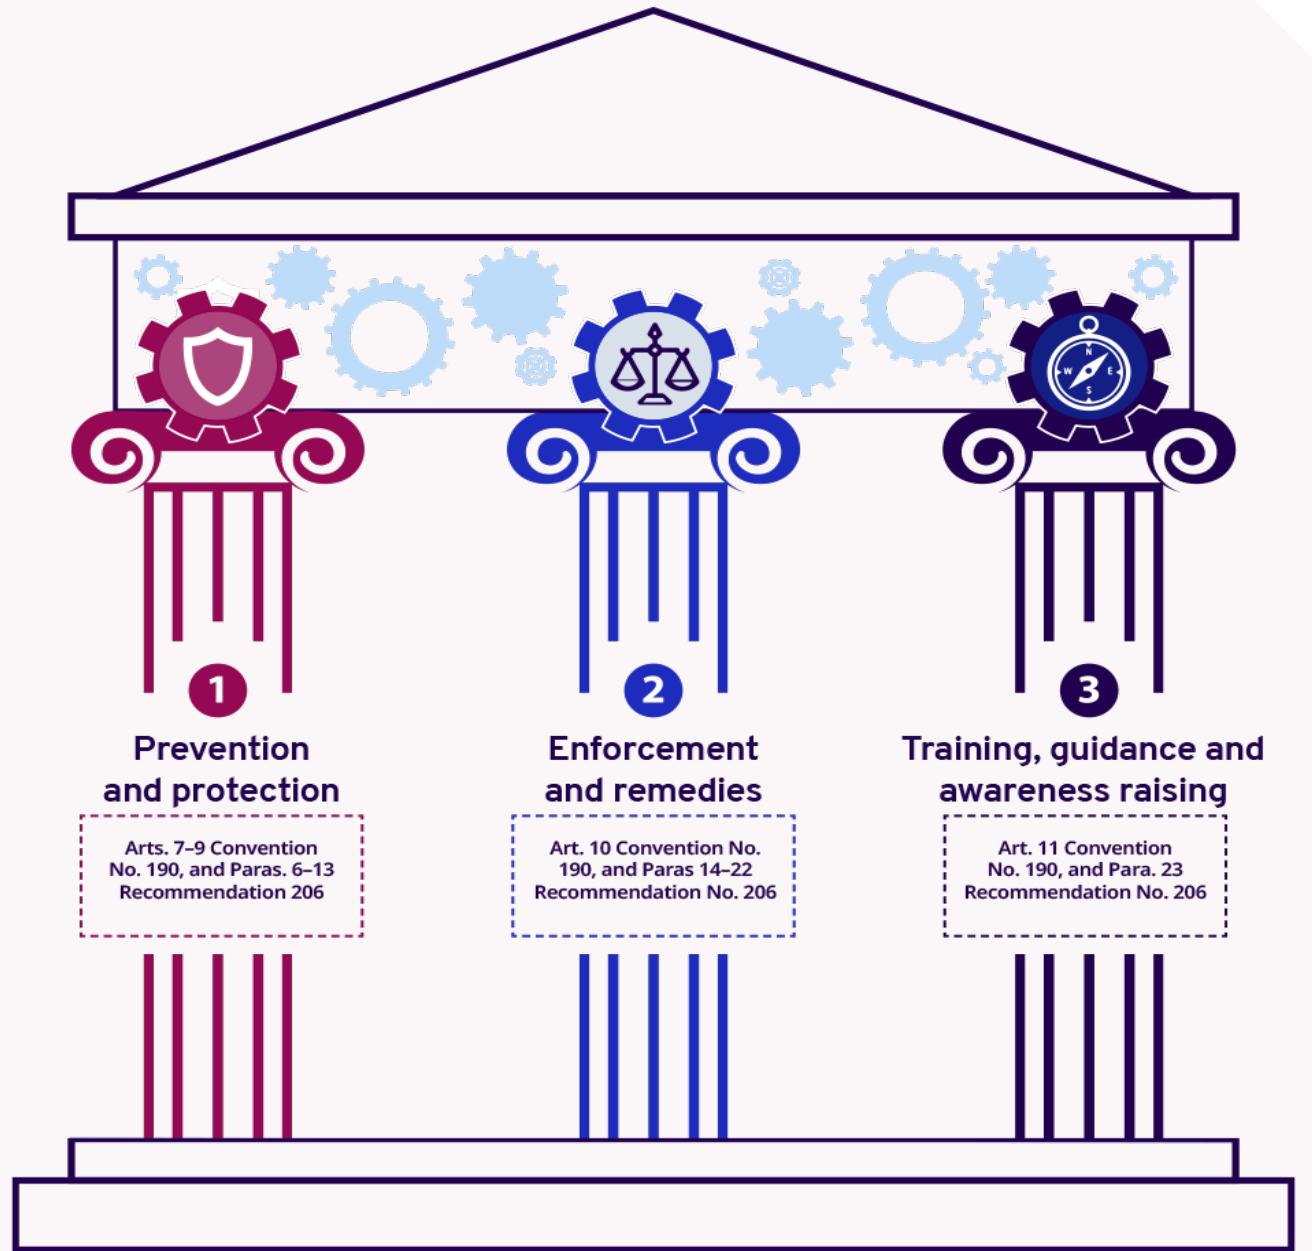 N
W E
S
1
Prevention
and protection
Arts. 7–9 Convention
No. 190, and Paras. 6–13
Recommendation 206
2
Enforcement
and remedies
Art. 10 Convention No.
190, and Paras 14–22
Recommendation No. 206
3
Training, guidance and
awareness raising
Art. 11 Convention
No. 190, and Para. 23
Recommendation No. 206